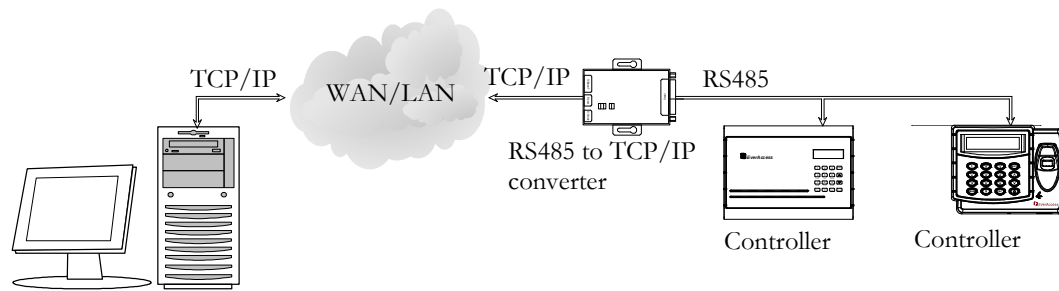 TCP/IP
WAN/LAN
TCP/IP
RS485
RS485 to TCP/IP
converter
Controller
Controller